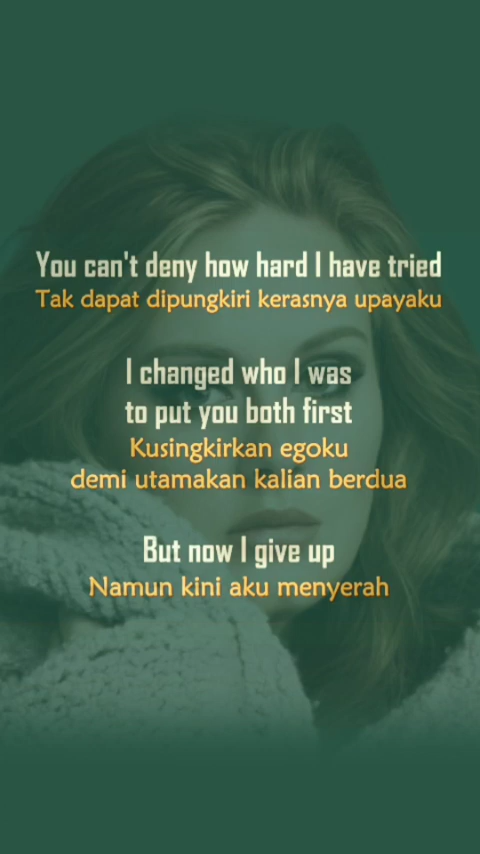 You can't deny how hard I have tried
Tak dapat dipungkiri kerasnya upayaku
I changed who I was
to put you both first
Kusingkirkan egoku
demi utamakan kalian berdua
But now I give up
Namun kini aku menyerah